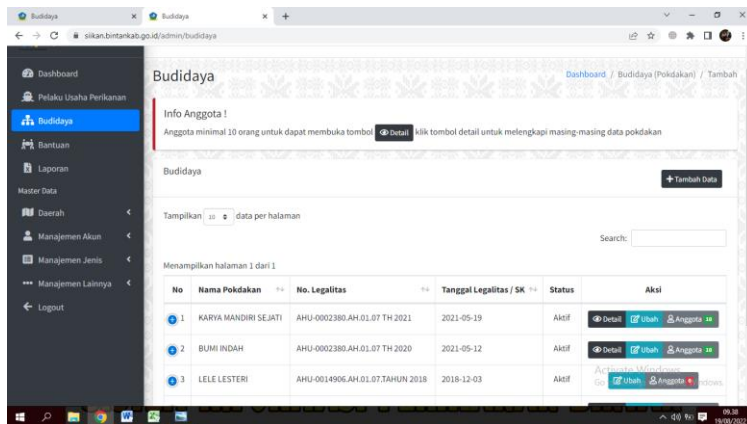 Budidaya
Budidaya
siikan.bintankab.go.id/admin/budidaya
Dashboard
Pelaku Usaha Perikanan
Budidaya
Bantuan
Laporan
Master Data
Daerah
Manajemen Akun
Manajemen Jenis
Manajemen Lainnya
Logout
Budidaya
Dashboard / Budidaya (Pokdakan) / Tambah
Info Anggota !
Anggota minimal 10 orang untuk dapat membuka tombol Detail klik tombol detail untuk melengkapi masing-masing data pokdakan
Budidaya
+ Tambah Data
Tampilkan 10 data per halaman
Search:
Menampilkan halaman 1 dari 1
No Nama Pokdakan No. Legalitas Tanggal Legalitas / SK Status Aksi
1 KARYA MANDIRI SEJATI AHU-0002380.AH.01.07 TH 2021 2021-05-19 Aktif Detail Ubah Anggota 10
2 BUMI INDAH AHU-0002380.AH.01.07 TH 2020 2021-05-12 Aktif Detail Ubah Anggota 10
3 LELE LESTERI AHU-0014906.AH.01.07.TAHUN 2018 2018-12-03 Aktif Ubah Anggota
Activate Windows
09.38
19/08/2022